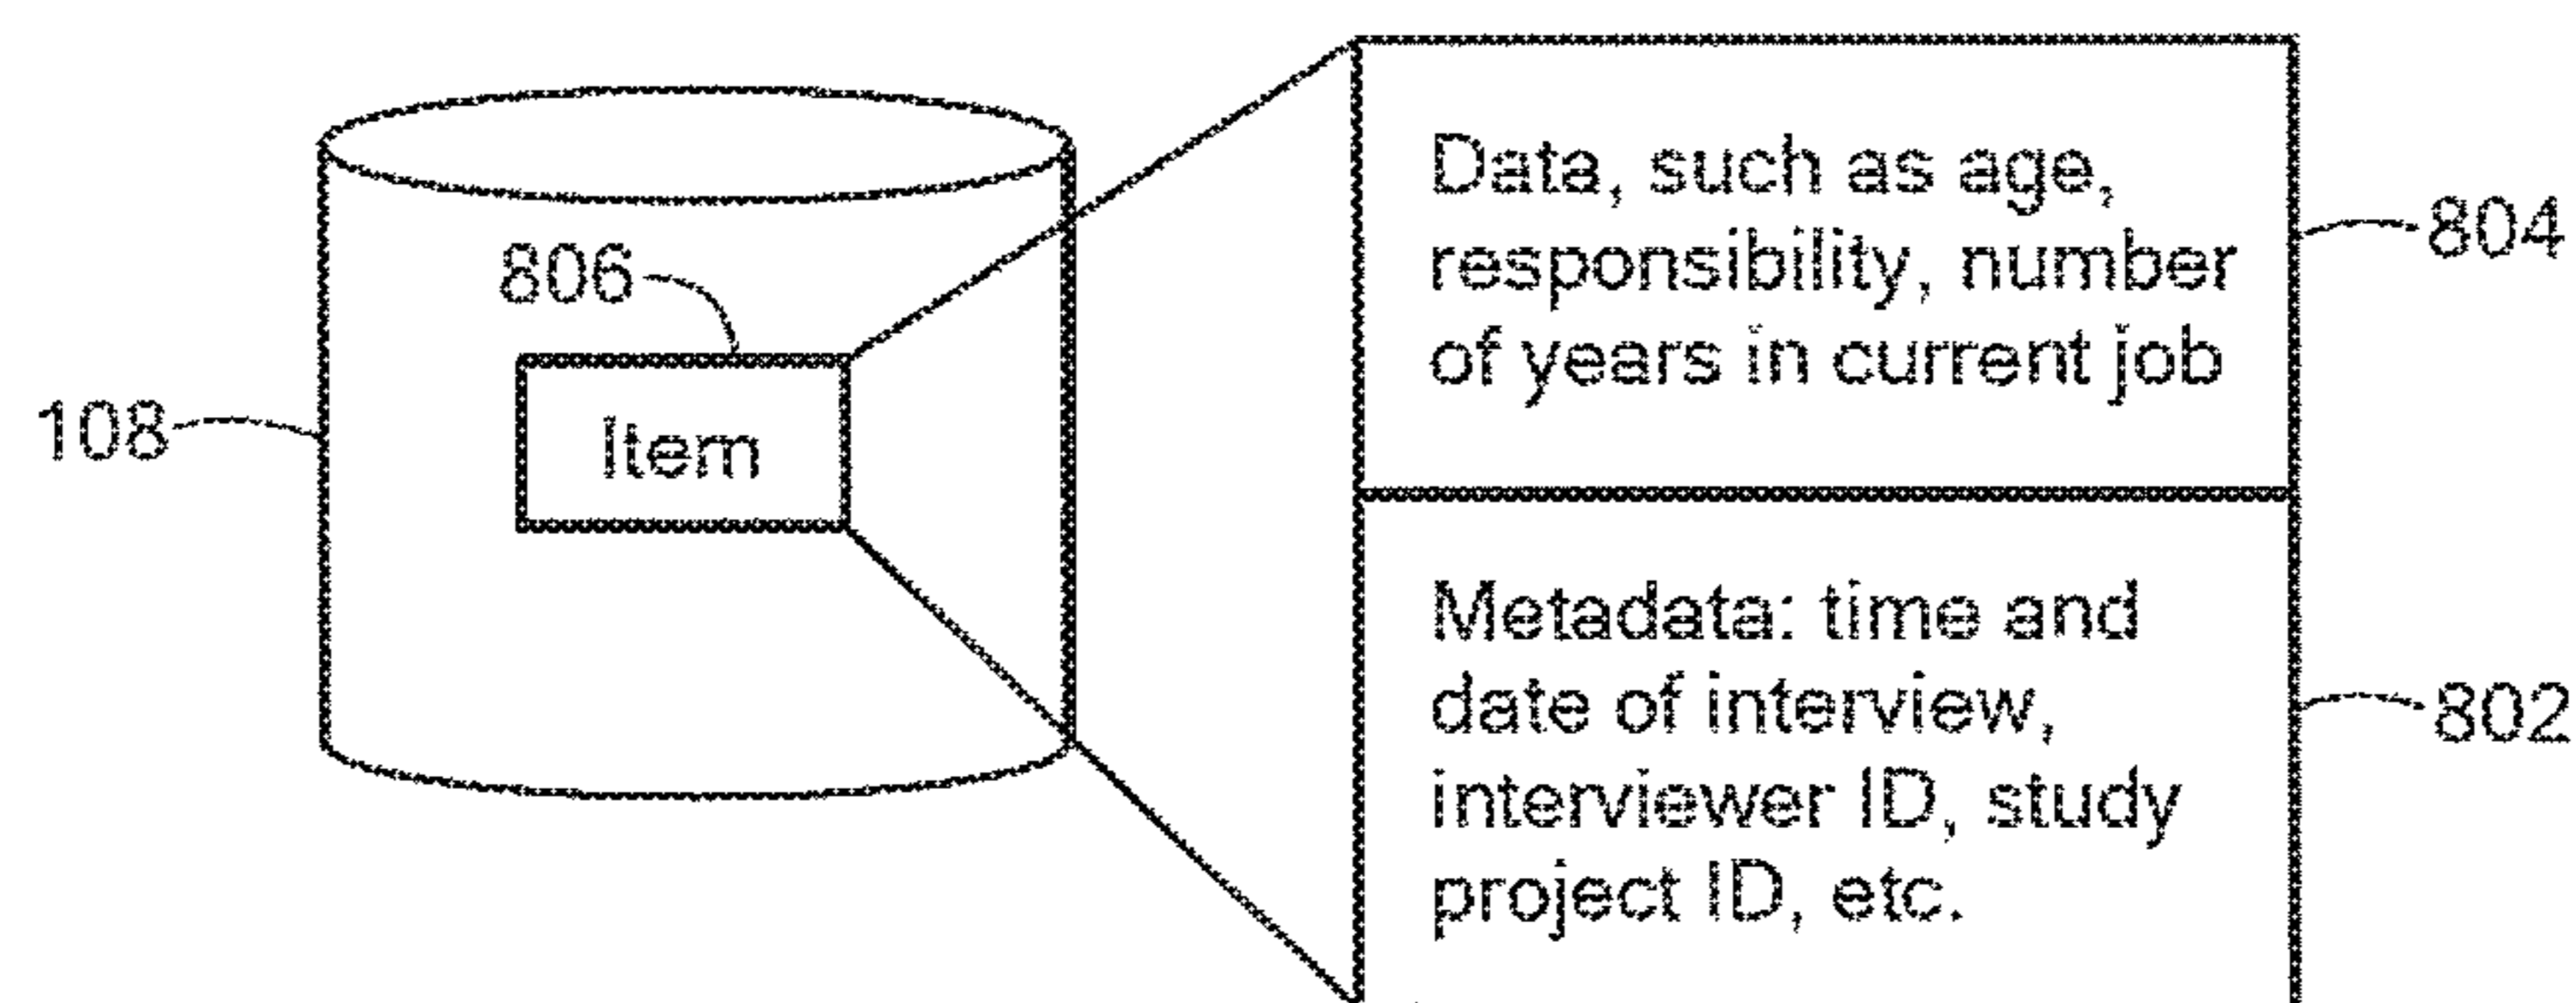 806
108
Item
Data, such as age,
responsibility, number
of years in current job
804
Metadata: time and
date of interview,
interviewer ID, study
project ID, etc.
802